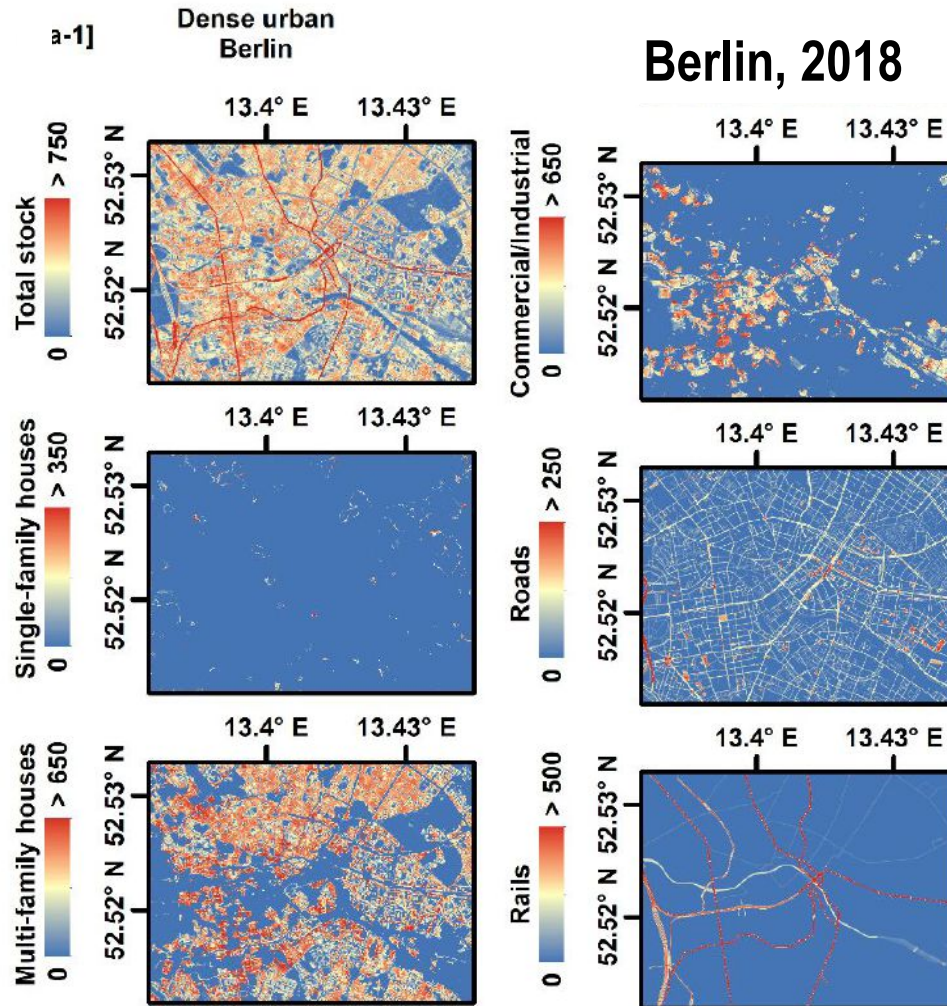 a-1]
Dense urban
Berlin
Berlin, 2018
13.4° E 13.43° E
52.53° N
52.52° N
Total stock
0 > 750
13.4° E 13.43° E
52.53° N
52.52° N
Commercial/Industrial
0 > 650
13.4° E 13.43° E
52.53° N
52.52° N
Single-family houses
0 > 350
13.4° E 13.43° E
52.53° N
52.52° N
Roads
0 > 250
13.4° E 13.43° E
52.53° N
52.52° N
Multi-family houses
0 > 650
13.4° E 13.43° E
52.53° N
52.52° N
Rails
0 > 500